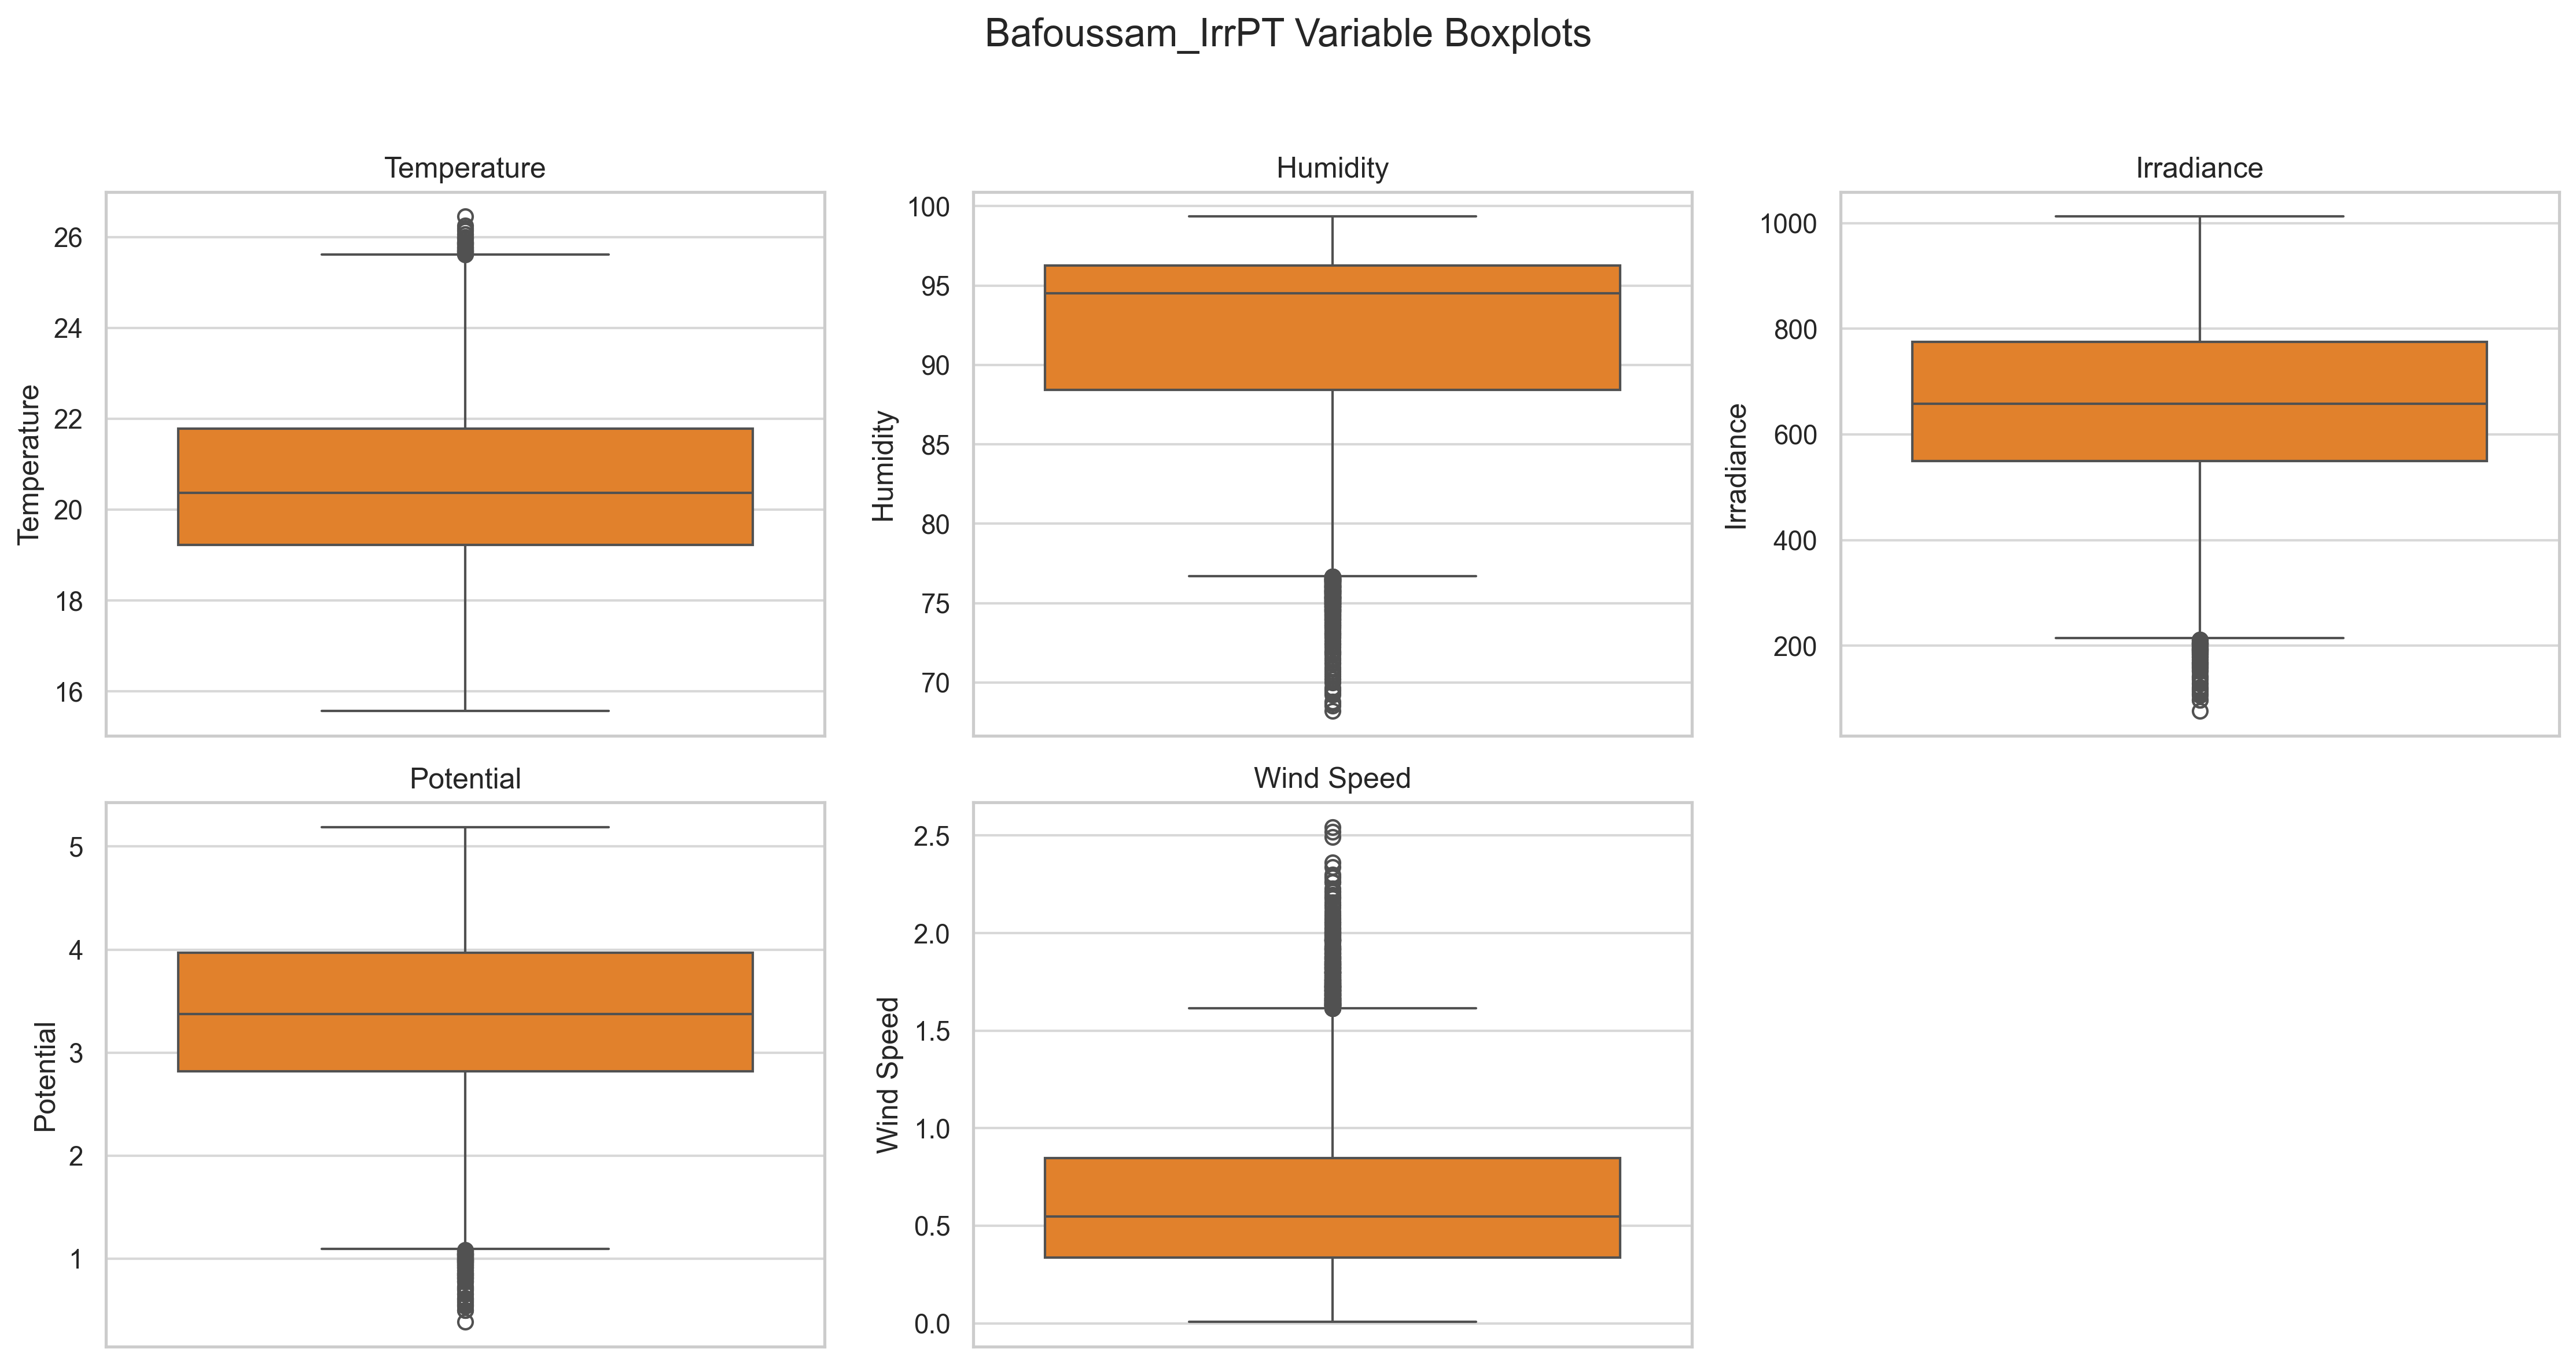 Bafoussam_IrrPT Variable Boxplots
Temperature
Temperature
26
24
22
20
18
16
Humidity
Humidity
100
95
90
85
80
75
70
Irradiance
Irradiance
1000
800
600
400
200
Potential
Potential
5
4
3
2
1
Wind Speed
Wind Speed
2.5
2.0
1.5
1.0
0.5
0.0